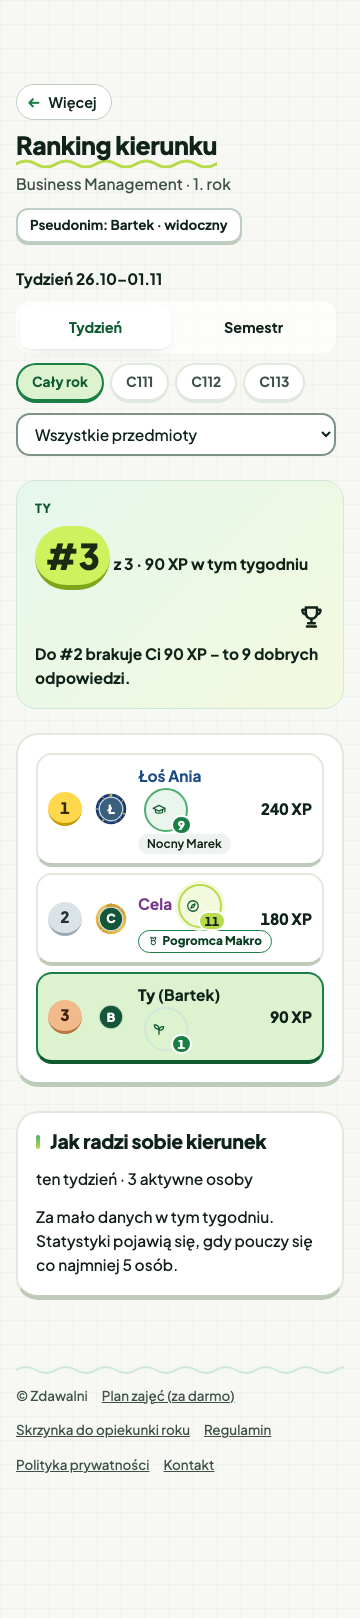 ← Więcej
Ranking kierunku
Business Management · 1. rok
Pseudonim: Bartek · widoczny
Tydzień 26.10–01.11
Tydzień Semestr
Cały rok C111 C112 C113
Wszystkie przedmioty
TY
#3 z 3 · 90 XP w tym tygodniu
Do #2 brakuje Ci 90 XP – to 9 dobrych
odpowiedzi.
1 Ł Łoś Ania 9 240 XP
Nocny Marek
2 C Cela 11 180 XP
Pogromca Makro
3 B Ty (Bartek) 1 90 XP
Jak radzi sobie kierunek
ten tydzień · 3 aktywne osoby
Za mało danych w tym tygodniu.
Statystyki pojawią się, gdy pouczy się
co najmniej 5 osób.
© Zdawalni Plan zajęć (za darmo)
Skrzynka do opiekunki roku Regulamin
Polityka prywatności Kontakt